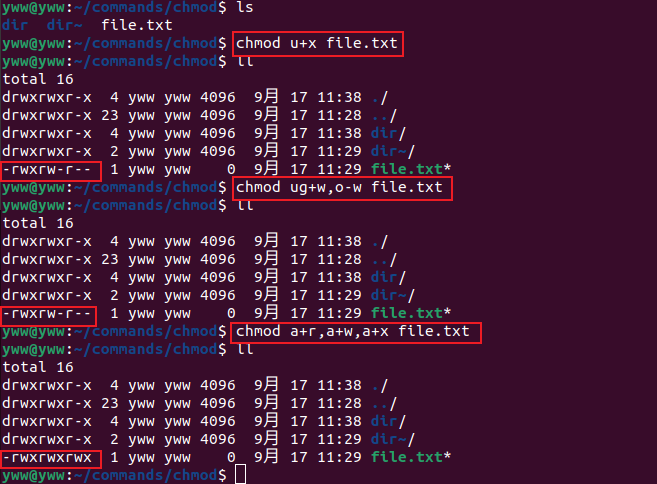 yww@yww:~/commands/chmod$ ls
dir  dir~  file.txt
yww@yww:~/commands/chmod$ chmod u+x file.txt
yww@yww:~/commands/chmod$ ll
total 16
drwxrwxr-x  4 yww yww 4096  9月 17 11:38 ./
drwxrwxr-x 23 yww yww 4096  9月 17 11:28 ../
drwxrwxr-x  4 yww yww 4096  9月 17 11:38 dir/
drwxrwxr-x  2 yww yww 4096  9月 17 11:29 dir~/
-rwxrw-r--  1 yww yww    0  9月 17 11:29 file.txt*
yww@yww:~/commands/chmod$ chmod ug+w,o-w file.txt
yww@yww:~/commands/chmod$ ll
total 16
drwxrwxr-x  4 yww yww 4096  9月 17 11:38 ./
drwxrwxr-x 23 yww yww 4096  9月 17 11:28 ../
drwxrwxr-x  4 yww yww 4096  9月 17 11:38 dir/
drwxrwxr-x  2 yww yww 4096  9月 17 11:29 dir~/
-rwxrw-r--  1 yww yww    0  9月 17 11:29 file.txt*
yww@yww:~/commands/chmod$ chmod a+r,a+w,a+x file.txt
yww@yww:~/commands/chmod$ ll
total 16
drwxrwxr-x  4 yww yww 4096  9月 17 11:38 ./
drwxrwxr-x 23 yww yww 4096  9月 17 11:28 ../
drwxrwxr-x  4 yww yww 4096  9月 17 11:38 dir/
drwxrwxr-x  2 yww yww 4096  9月 17 11:29 dir~/
-rwxrwxrwx  1 yww yww    0  9月 17 11:29 file.txt*
yww@yww:~/commands/chmod$